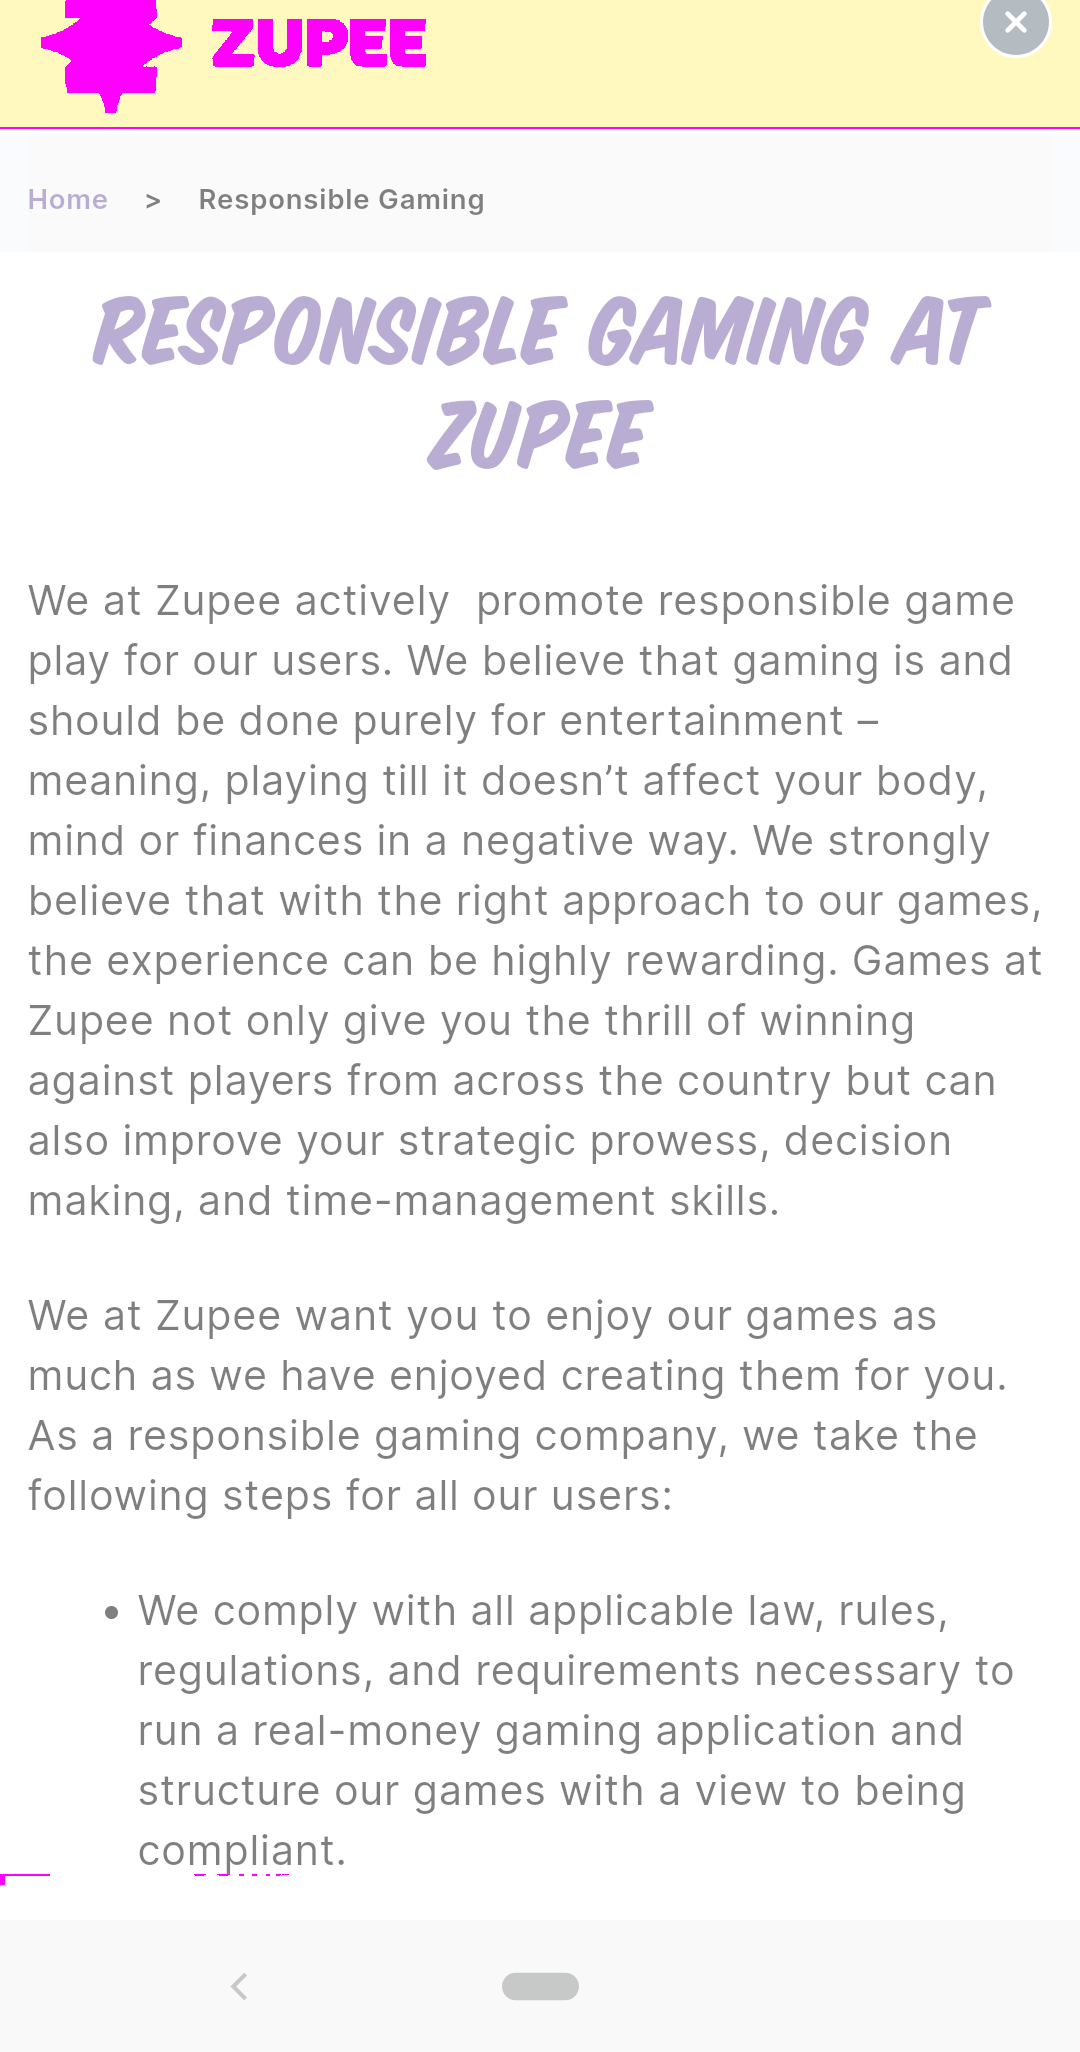 ZUPEE
Home > Responsible Gaming
RESPONSIBLE GAMING AT
ZUPEE
We at Zupee actively  promote responsible game
play for our users. We believe that gaming is and
should be done purely for entertainment –
meaning, playing till it doesn’t affect your body,
mind or finances in a negative way. We strongly
believe that with the right approach to our games,
the experience can be highly rewarding. Games at
Zupee not only give you the thrill of winning
against players from across the country but can
also improve your strategic prowess, decision
making, and time-management skills.
We at Zupee want you to enjoy our games as
much as we have enjoyed creating them for you.
As a responsible gaming company, we take the
following steps for all our users:
• We comply with all applicable law, rules,
regulations, and requirements necessary to
run a real-money gaming application and
structure our games with a view to being
compliant.